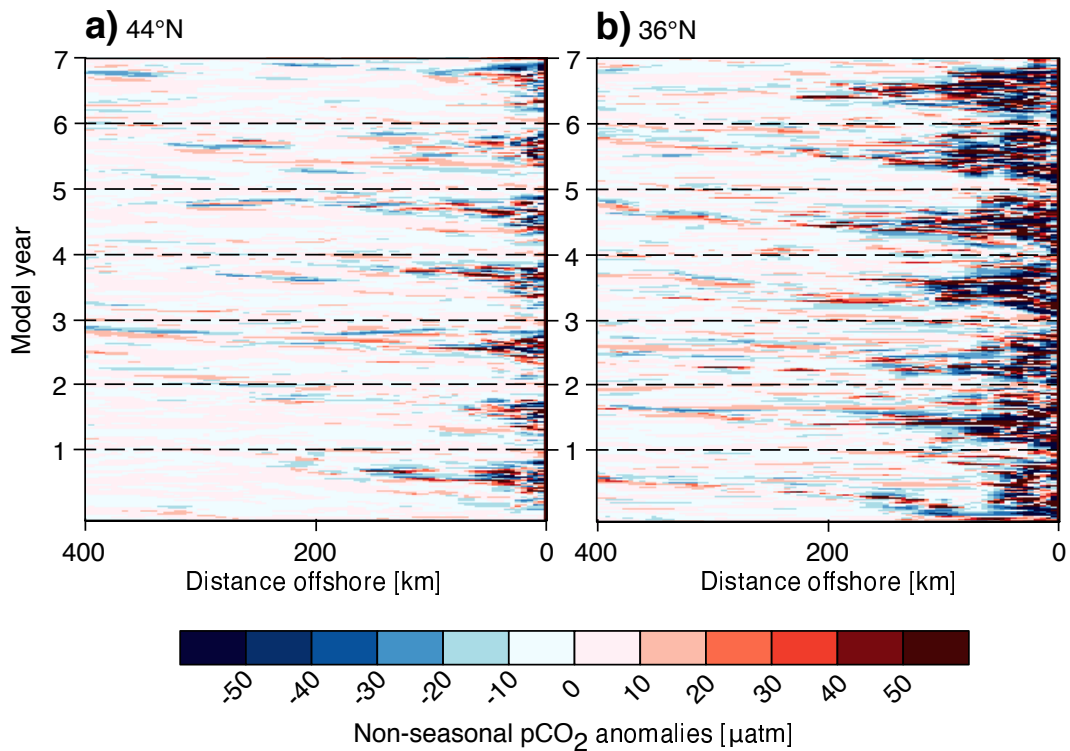 a) 44°N
b) 36°N
7
6
5
4
3
2
1
Model year
7
6
5
4
3
2
1
400 200 0
400 200 0
Distance offshore [km]
Distance offshore [km]
-50 -40 -30 -20 -10 0 10 20 30 40 50
Non-seasonal pCO2 anomalies [µatm]